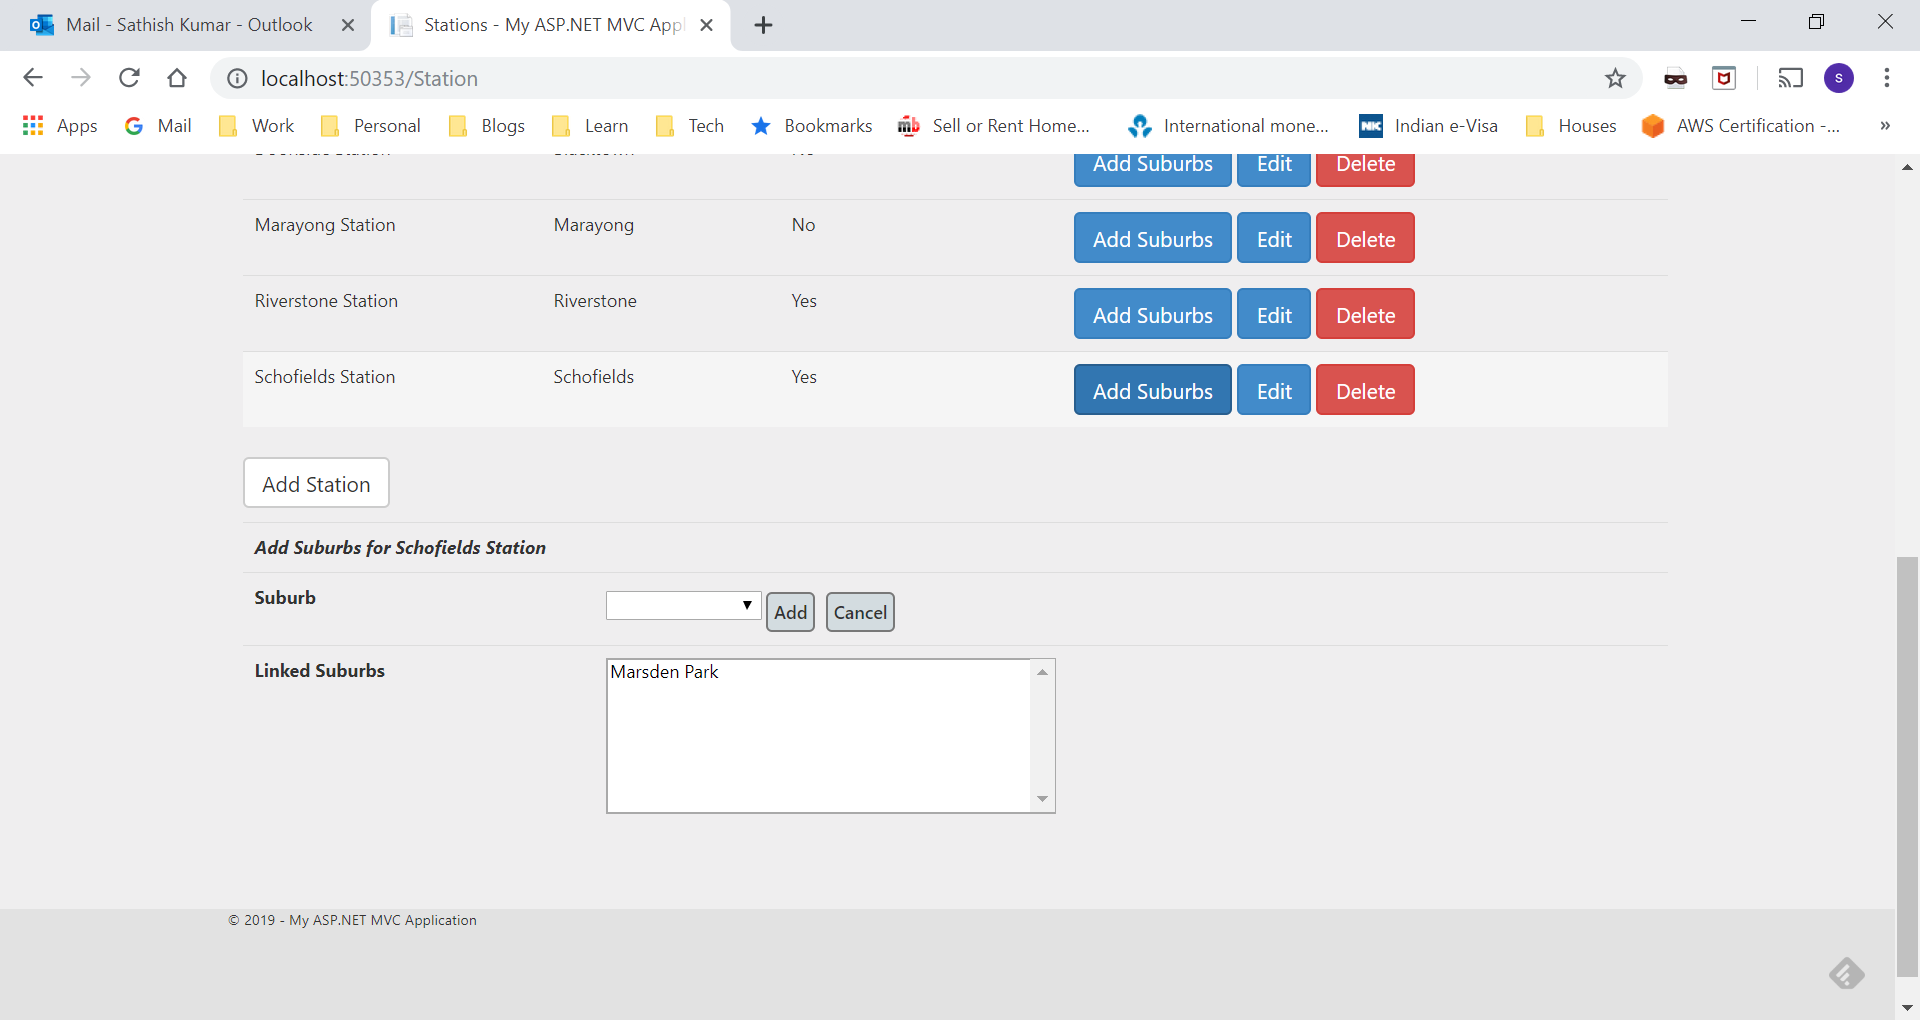 Mail - Sathish Kumar - Outlook
Stations - My ASP.NET MVC Appl
localhost:50353/Station
S
Apps
Mail
Work
Personal
Blogs
Learn
Tech
Bookmarks
mb
Sell or Rent Home...
International mone...
NIC
Indian e-Visa
Houses
AWS Certification -...
»
Add Suburbs Edit Delete
Marayong Station Marayong No Add Suburbs Edit Delete
Riverstone Station Riverstone Yes Add Suburbs Edit Delete
Schofields Station Schofields Yes Add Suburbs Edit Delete
Add Station
Add Suburbs for Schofields Station
Suburb Add Cancel
Linked Suburbs Marsden Park
© 2019 - My ASP.NET MVC Application